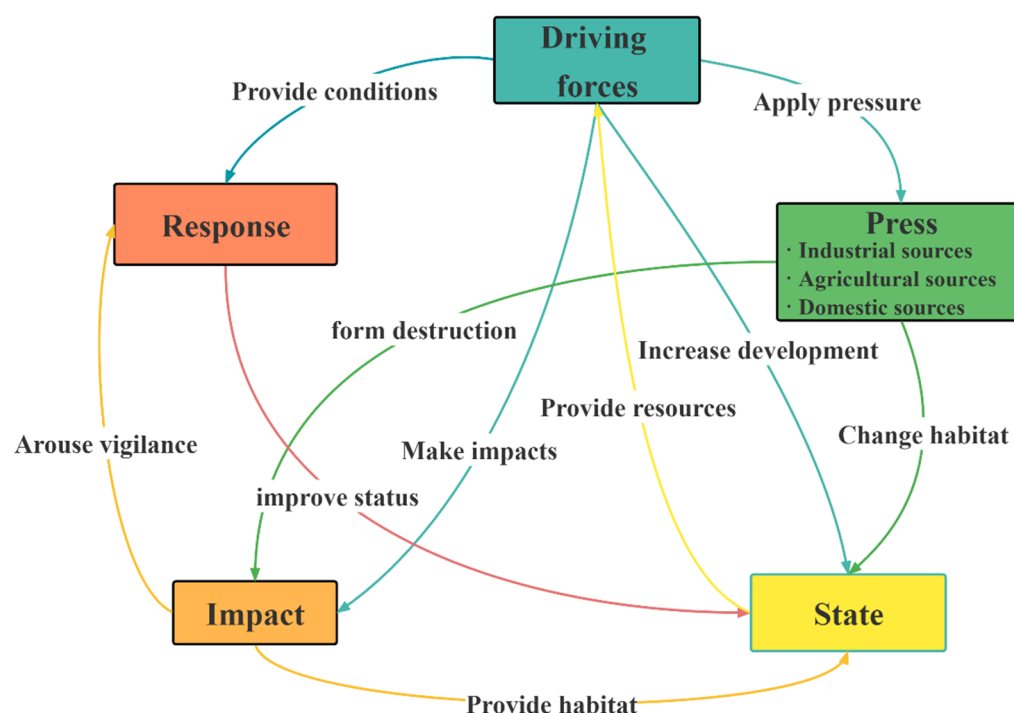 Driving
forces
Provide conditions
Apply pressure
Response
Press
· Industrial sources
· Agricultural sources
· Domestic sources
form destruction
Increase development
Provide resources
Change habitat
Arouse vigilance
Make impacts
improve status
Impact
State
Provide habitat